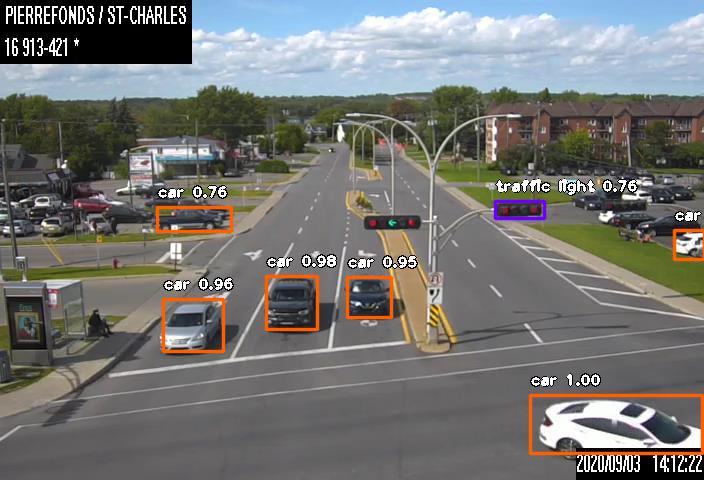 PIERREFONDS / ST-CHARLES
16 913-421 *
car 0.76
traffic light 0.76
car
car 0.98
car 0.95
car 0.96
car 1.00
2020/09/03 14:12:22